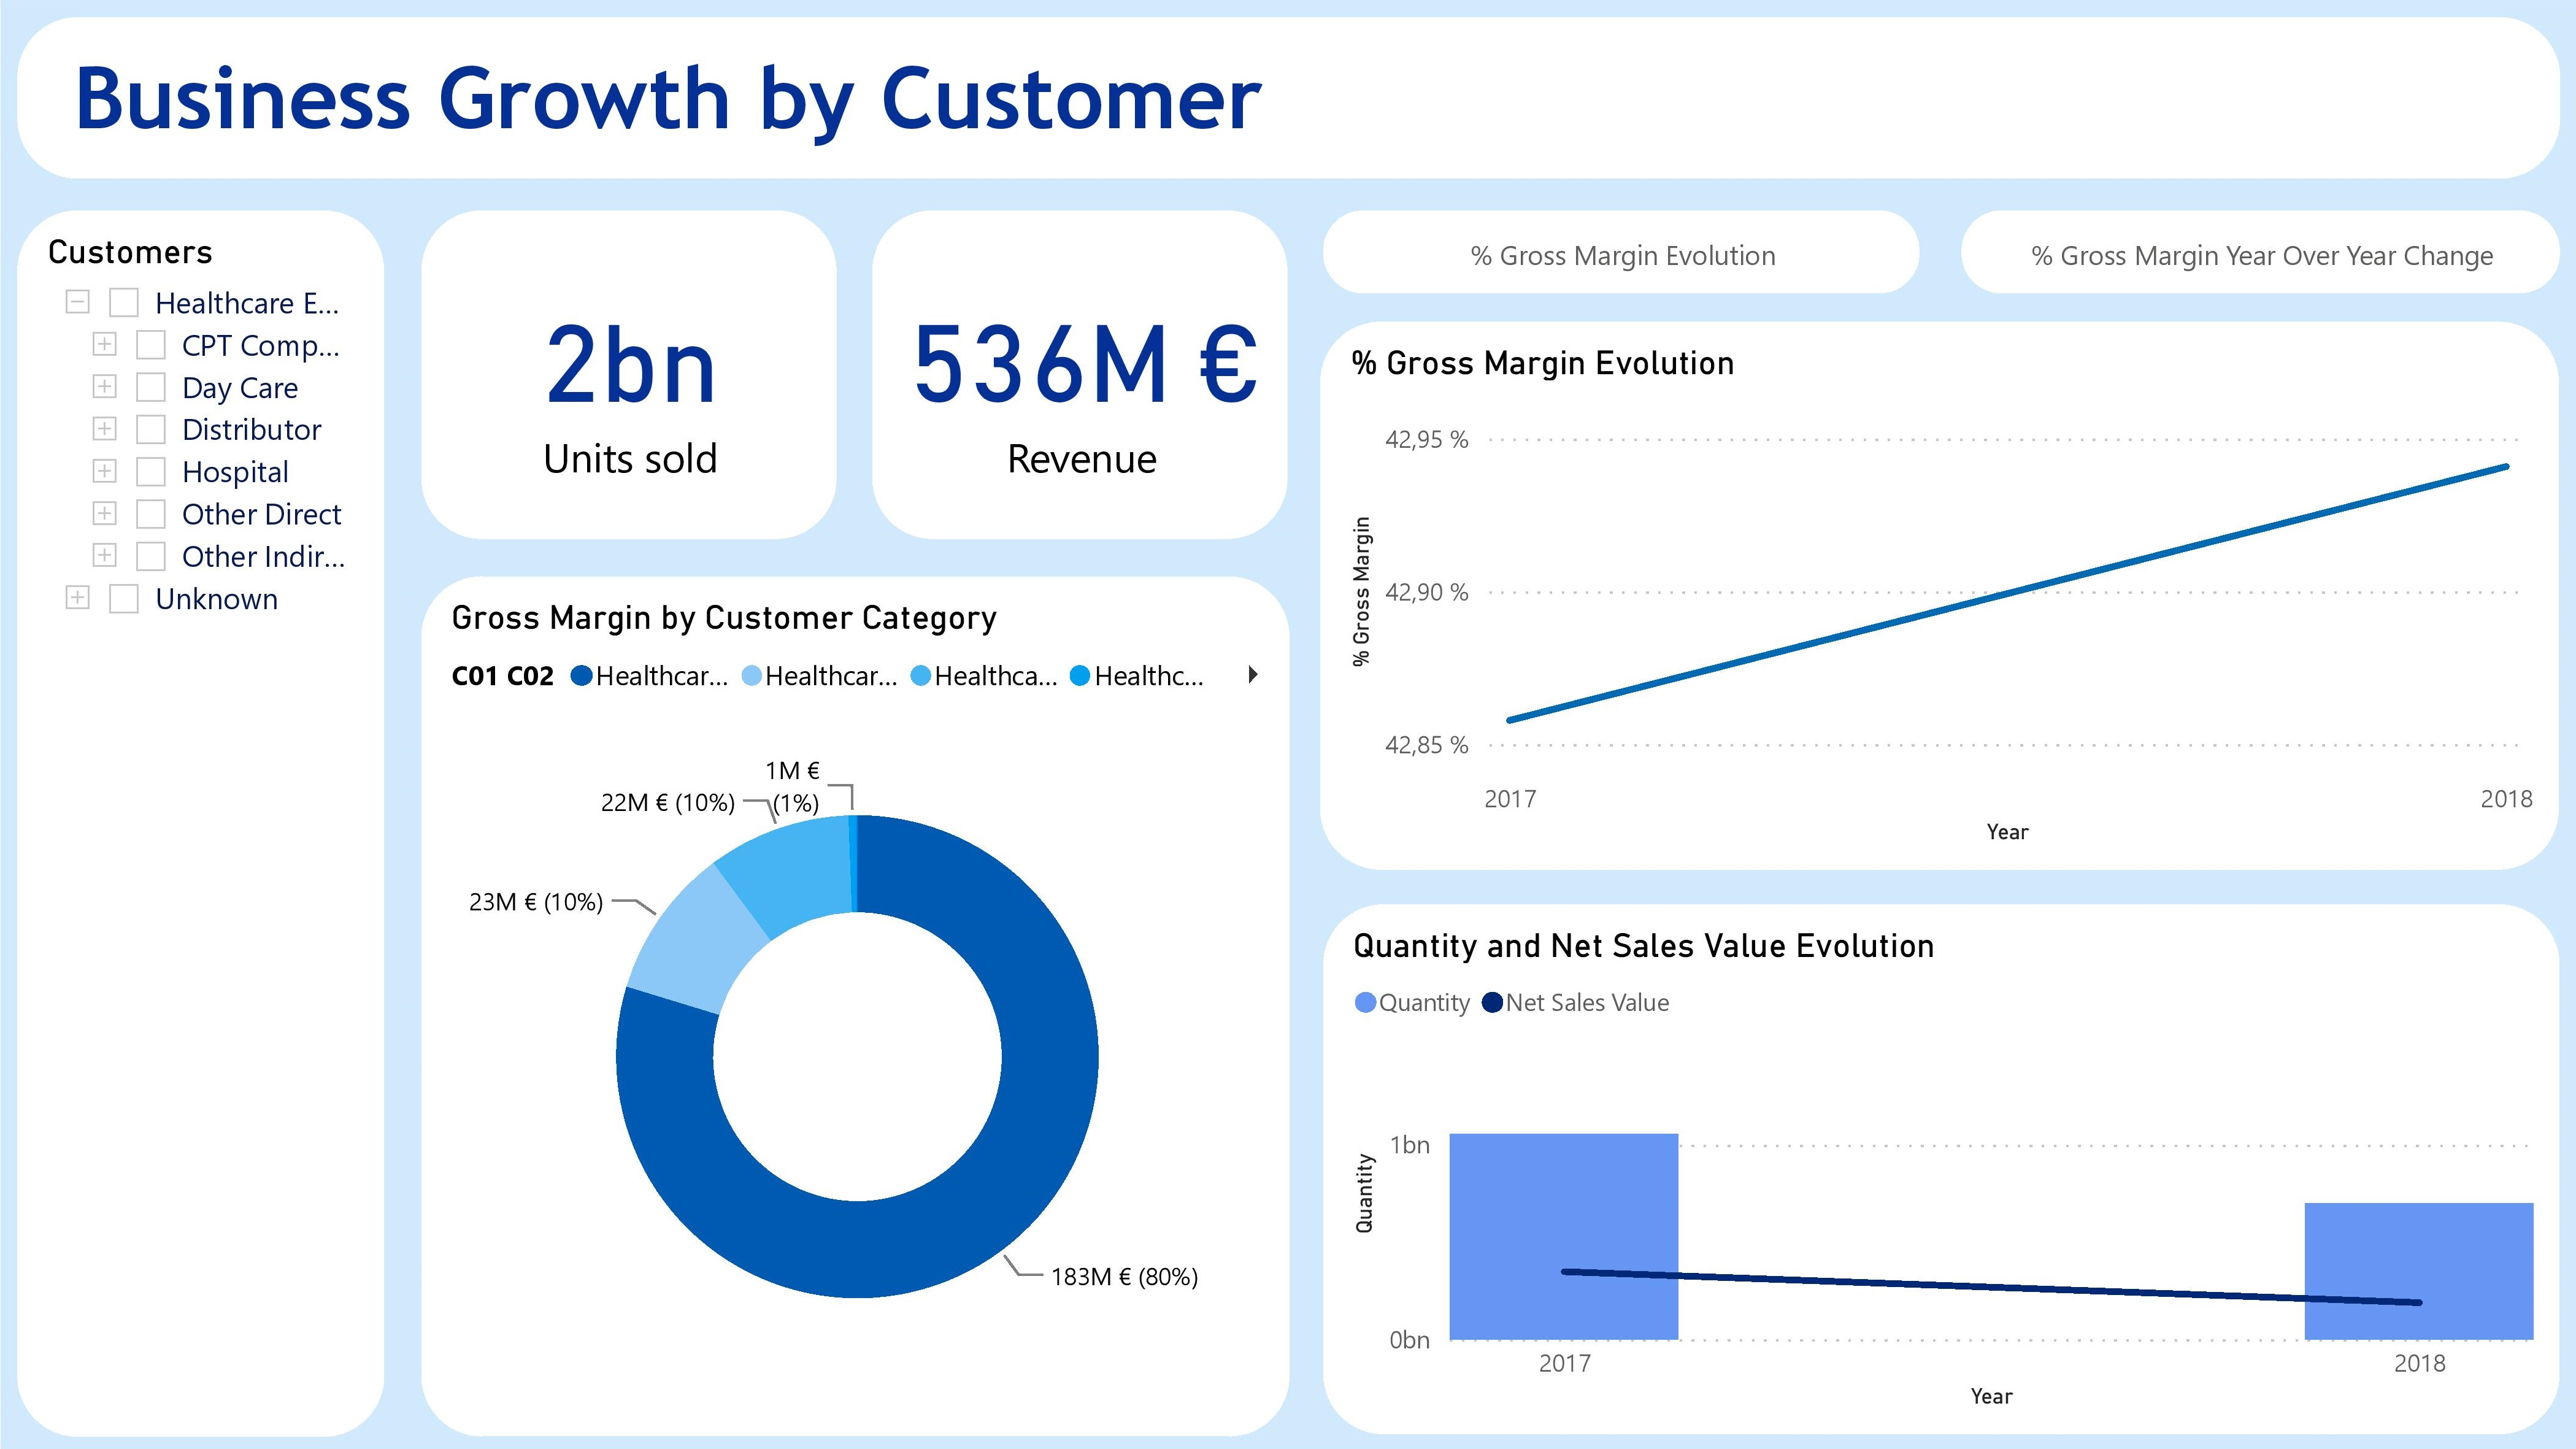 Business Growth by Customer
Customers
Healthcare E...
CPT Comp...
Day Care
Distributor
Hospital
Other Direct
Other Indir...
Unknown
2bn
Units sold
536M €
Revenue
Gross Margin by Customer Category
C01 C02 Healthcar... Healthcar... Healthca... Healthc...
1M €
(1%)
22M € (10%)
23M € (10%)
183M € (80%)
% Gross Margin Evolution
% Gross Margin Year Over Year Change
% Gross Margin Evolution
% Gross Margin
42,95 %
42,90 %
42,85 %
2017
2018
Year
Quantity and Net Sales Value Evolution
Quantity Net Sales Value
Quantity
1bn
0bn
2017
2018
Year